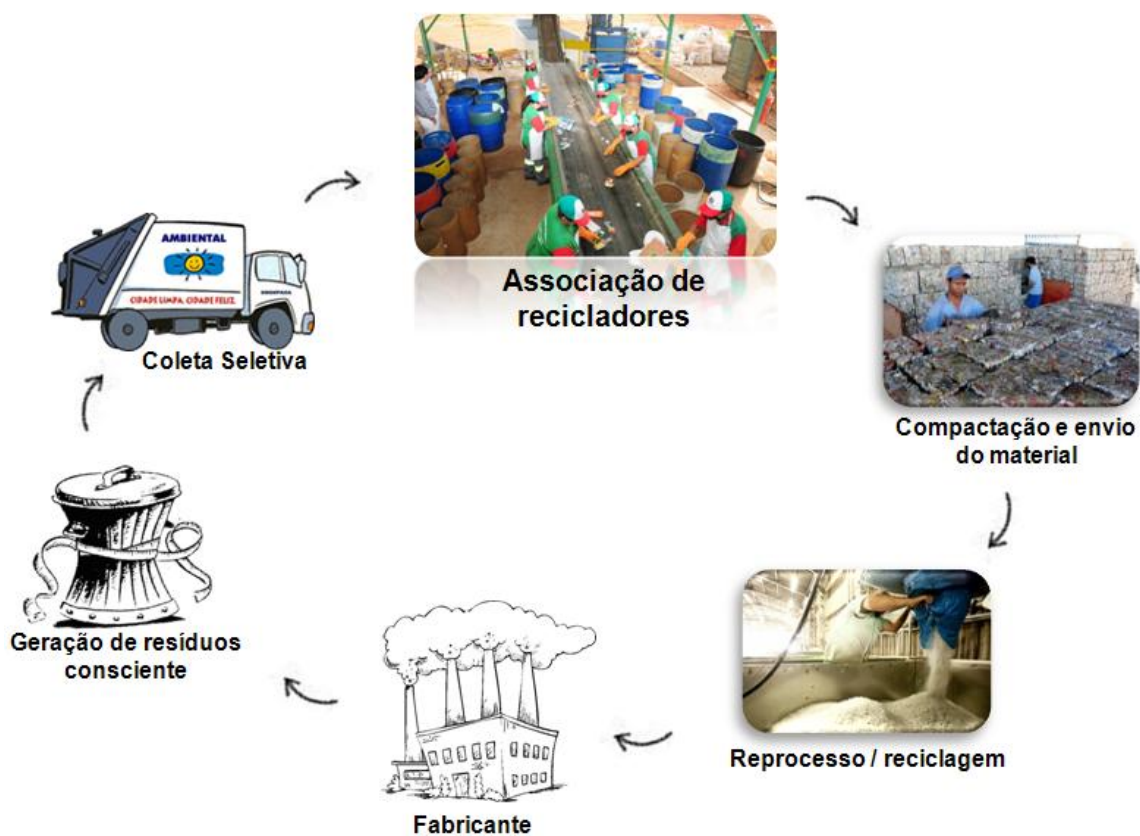 Associação de
recicladores
AMBIENTAL
CIDADE LIMPA, CIDADE FELIZ.
Coleta Seletiva
Compactação e envio
do material
Geração de resíduos
consciente
Reprocesso / reciclagem
Fabricante